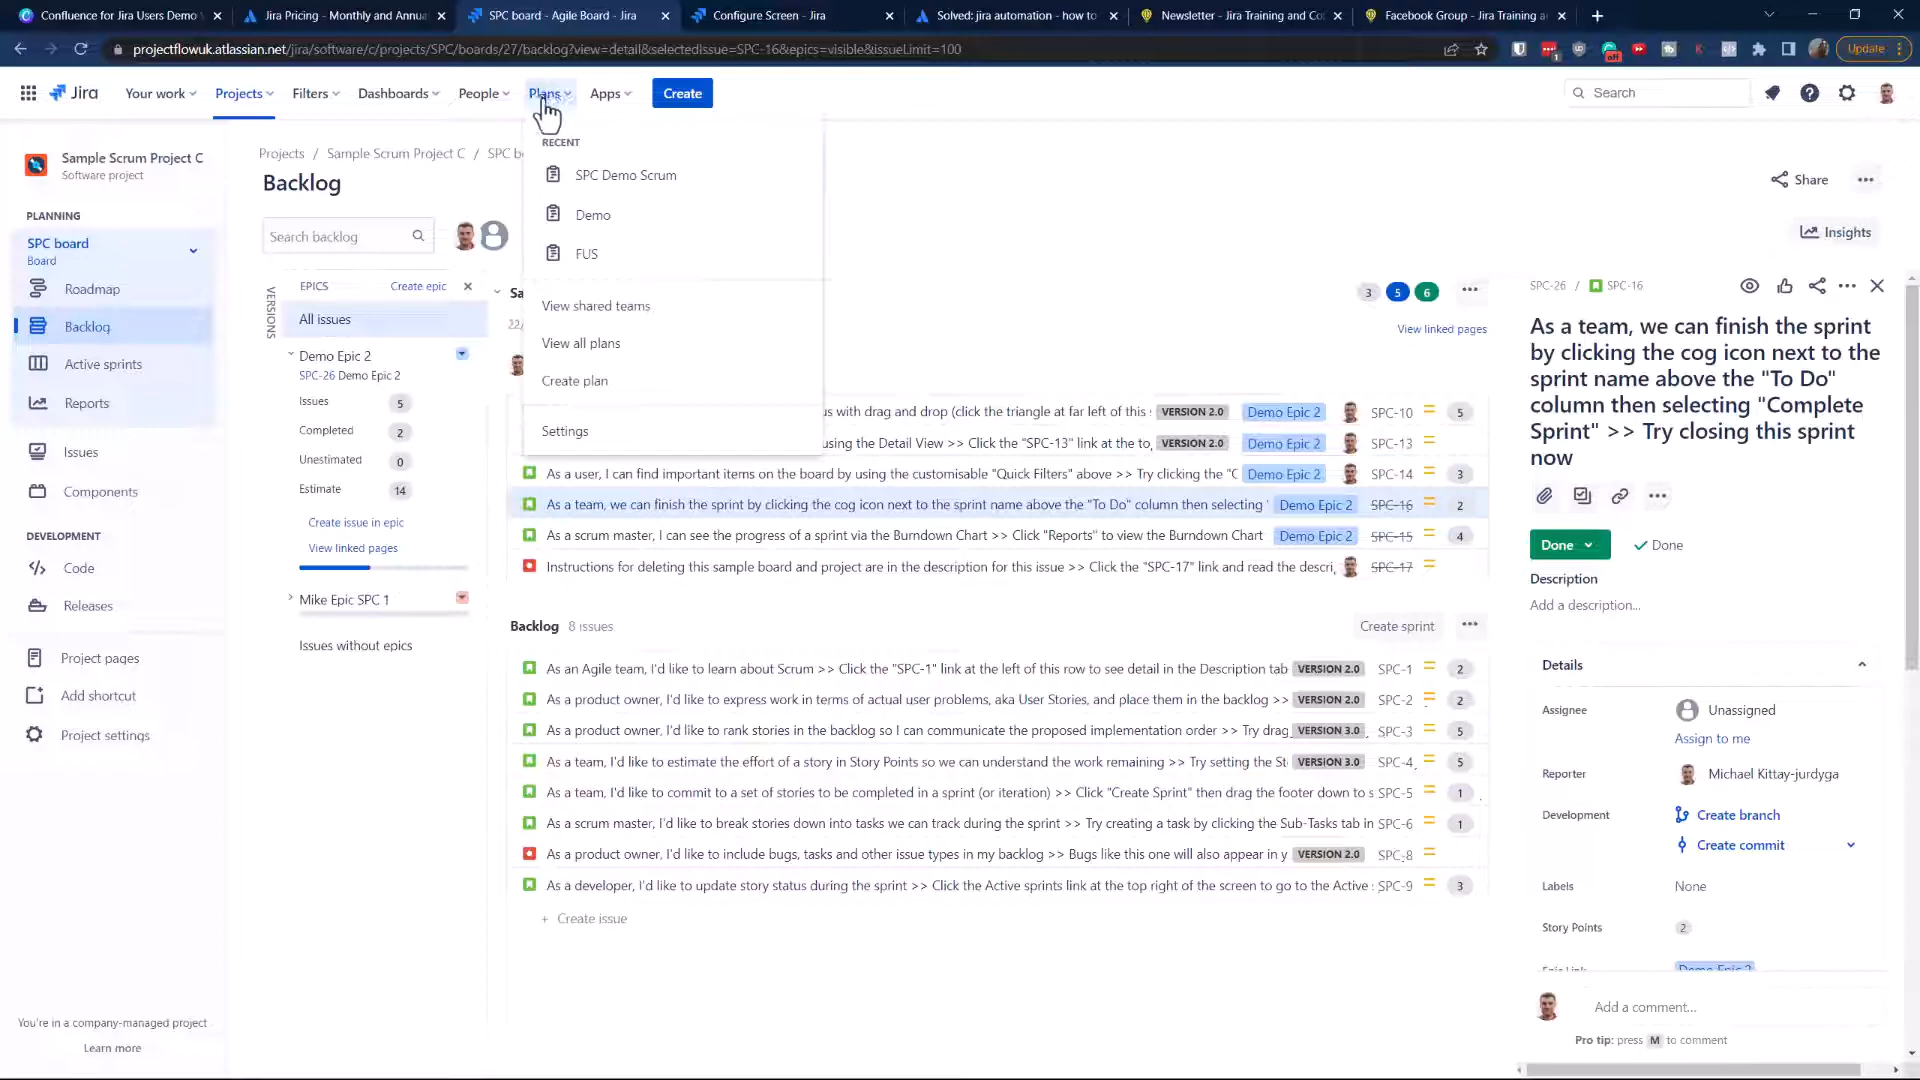 Confluence for Jira Users Demo
Jira Pricing - Monthly and Annua
SPC board - Agile Board - Jira
Configure Screen - Jira
Solved: jira automation - how to
Newsletter - Jira Training and Co
Facebook Group - Jira Training a
projectflowuk.atlassian.net/jira/software/c/projects/SPC/boards/27/backlog?view=detail&selectedIssue=SPC-16&epics=visible&issueLimit=100
Update
Jira
Your work
Projects
Filters
Dashboards
People
Plans
Apps
Create
Search
Sample Scrum Project C
Software project
PLANNING
SPC board
Board
Roadmap
Backlog
Active sprints
Reports
Issues
Components
DEVELOPMENT
Code
Releases
Project pages
Add shortcut
Project settings
You're in a company-managed project
Learn more
Projects / Sample Scrum Project C / SPC b
Backlog
Share
Search backlog
Insights
RECENT
SPC Demo Scrum
Demo
FUS
View shared teams
View all plans
Create plan
Settings
VERSIONS
EPICS
Create epic
All issues
Demo Epic 2
SPC-26 Demo Epic 2
Issues 5
Completed 2
Unestimated 0
Estimate 14
Create issue in epic
View linked pages
Mike Epic SPC 1
Issues without epics
Sa
22/
3 5 6
View linked pages
us with drag and drop (click the triangle at far left of this VERSION 2.0 Demo Epic 2 SPC-10 5
using the Detail View >> Click the "SPC-13" link at the to VERSION 2.0 Demo Epic 2 SPC-13
As a user, I can find important items on the board by using the customisable "Quick Filters" above >> Try clicking the "C Demo Epic 2 SPC-14 3
As a team, we can finish the sprint by clicking the cog icon next to the sprint name above the "To Do" column then selecting ' Demo Epic 2 SPC-16 2
As a scrum master, I can see the progress of a sprint via the Burndown Chart >> Click "Reports" to view the Burndown Chart Demo Epic 2 SPC-15 4
Instructions for deleting this sample board and project are in the description for this issue >> Click the "SPC-17" link and read the descri SPC-17
Backlog 8 issues
Create sprint
As an Agile team, I'd like to learn about Scrum >> Click the "SPC-1" link at the left of this row to see detail in the Description tab VERSION 2.0 SPC-1 2
As a product owner, I'd like to express work in terms of actual user problems, aka User Stories, and place them in the backlog >> VERSION 2.0 SPC-2 2
As a product owner, I'd like to rank stories in the backlog so I can communicate the proposed implementation order >> Try drag VERSION 3.0 SPC-3 5
As a team, I'd like to estimate the effort of a story in Story Points so we can understand the work remaining >> Try setting the St VERSION 3.0 SPC-4 5
As a team, I'd like to commit to a set of stories to be completed in a sprint (or iteration) >> Click "Create Sprint" then drag the footer down to s SPC-5 1
As a scrum master, I'd like to break stories down into tasks we can track during the sprint >> Try creating a task by clicking the Sub-Tasks tab in SPC-6 1
As a product owner, I'd like to include bugs, tasks and other issue types in my backlog >> Bugs like this one will also appear in y VERSION 2.0 SPC-8
As a developer, I'd like to update story status during the sprint >> Click the Active sprints link at the top right of the screen to go to the Active SPC-9 3
+ Create issue
SPC-26 / SPC-16
As a team, we can finish the sprint
by clicking the cog icon next to the
sprint name above the "To Do"
column then selecting "Complete
Sprint" >> Try closing this sprint
now
Done
Done
Description
Add a description...
Details
Assignee
Unassigned
Assign to me
Reporter
Michael Kittay-jurdyga
Development
Create branch
Create commit
Labels
None
Story Points
2
Epic Link
Demo Epic 2
Add a comment...
Pro tip: press M to comment